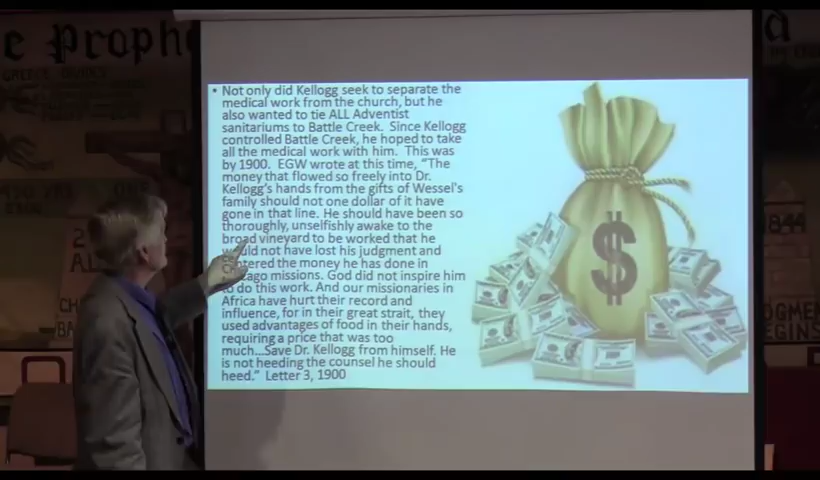 e Proph
• Not only did Kellogg seek to separate the
medical work from the church, but he
also wanted to tie ALL Adventist
sanitariums to Battle Creek. Since Kellogg
controlled Battle Creek, he hoped to take
all the medical work with him. This was
by 1900. EGW wrote at this time, “The
money that flowed so freely into Dr.
Kellogg’s hands from the gifts of Wessel’s
family should not one dollar of it have
gone in that line. He should have been so
thoroughly, unselfishly awake to the
broad vineyard to be worked that he
would not have lost his judgment and
the money he has done in
missions. God did not inspire him
to do this work. And our missionaries in
Africa have hurt their record and
influence, for in their great strait, they
used advantages of food in their hands,
requiring a price that was too
much...Save Dr. Kellogg from himself. He
is not heeding the counsel he should
heed.” Letter 3, 1900
$
d
1844